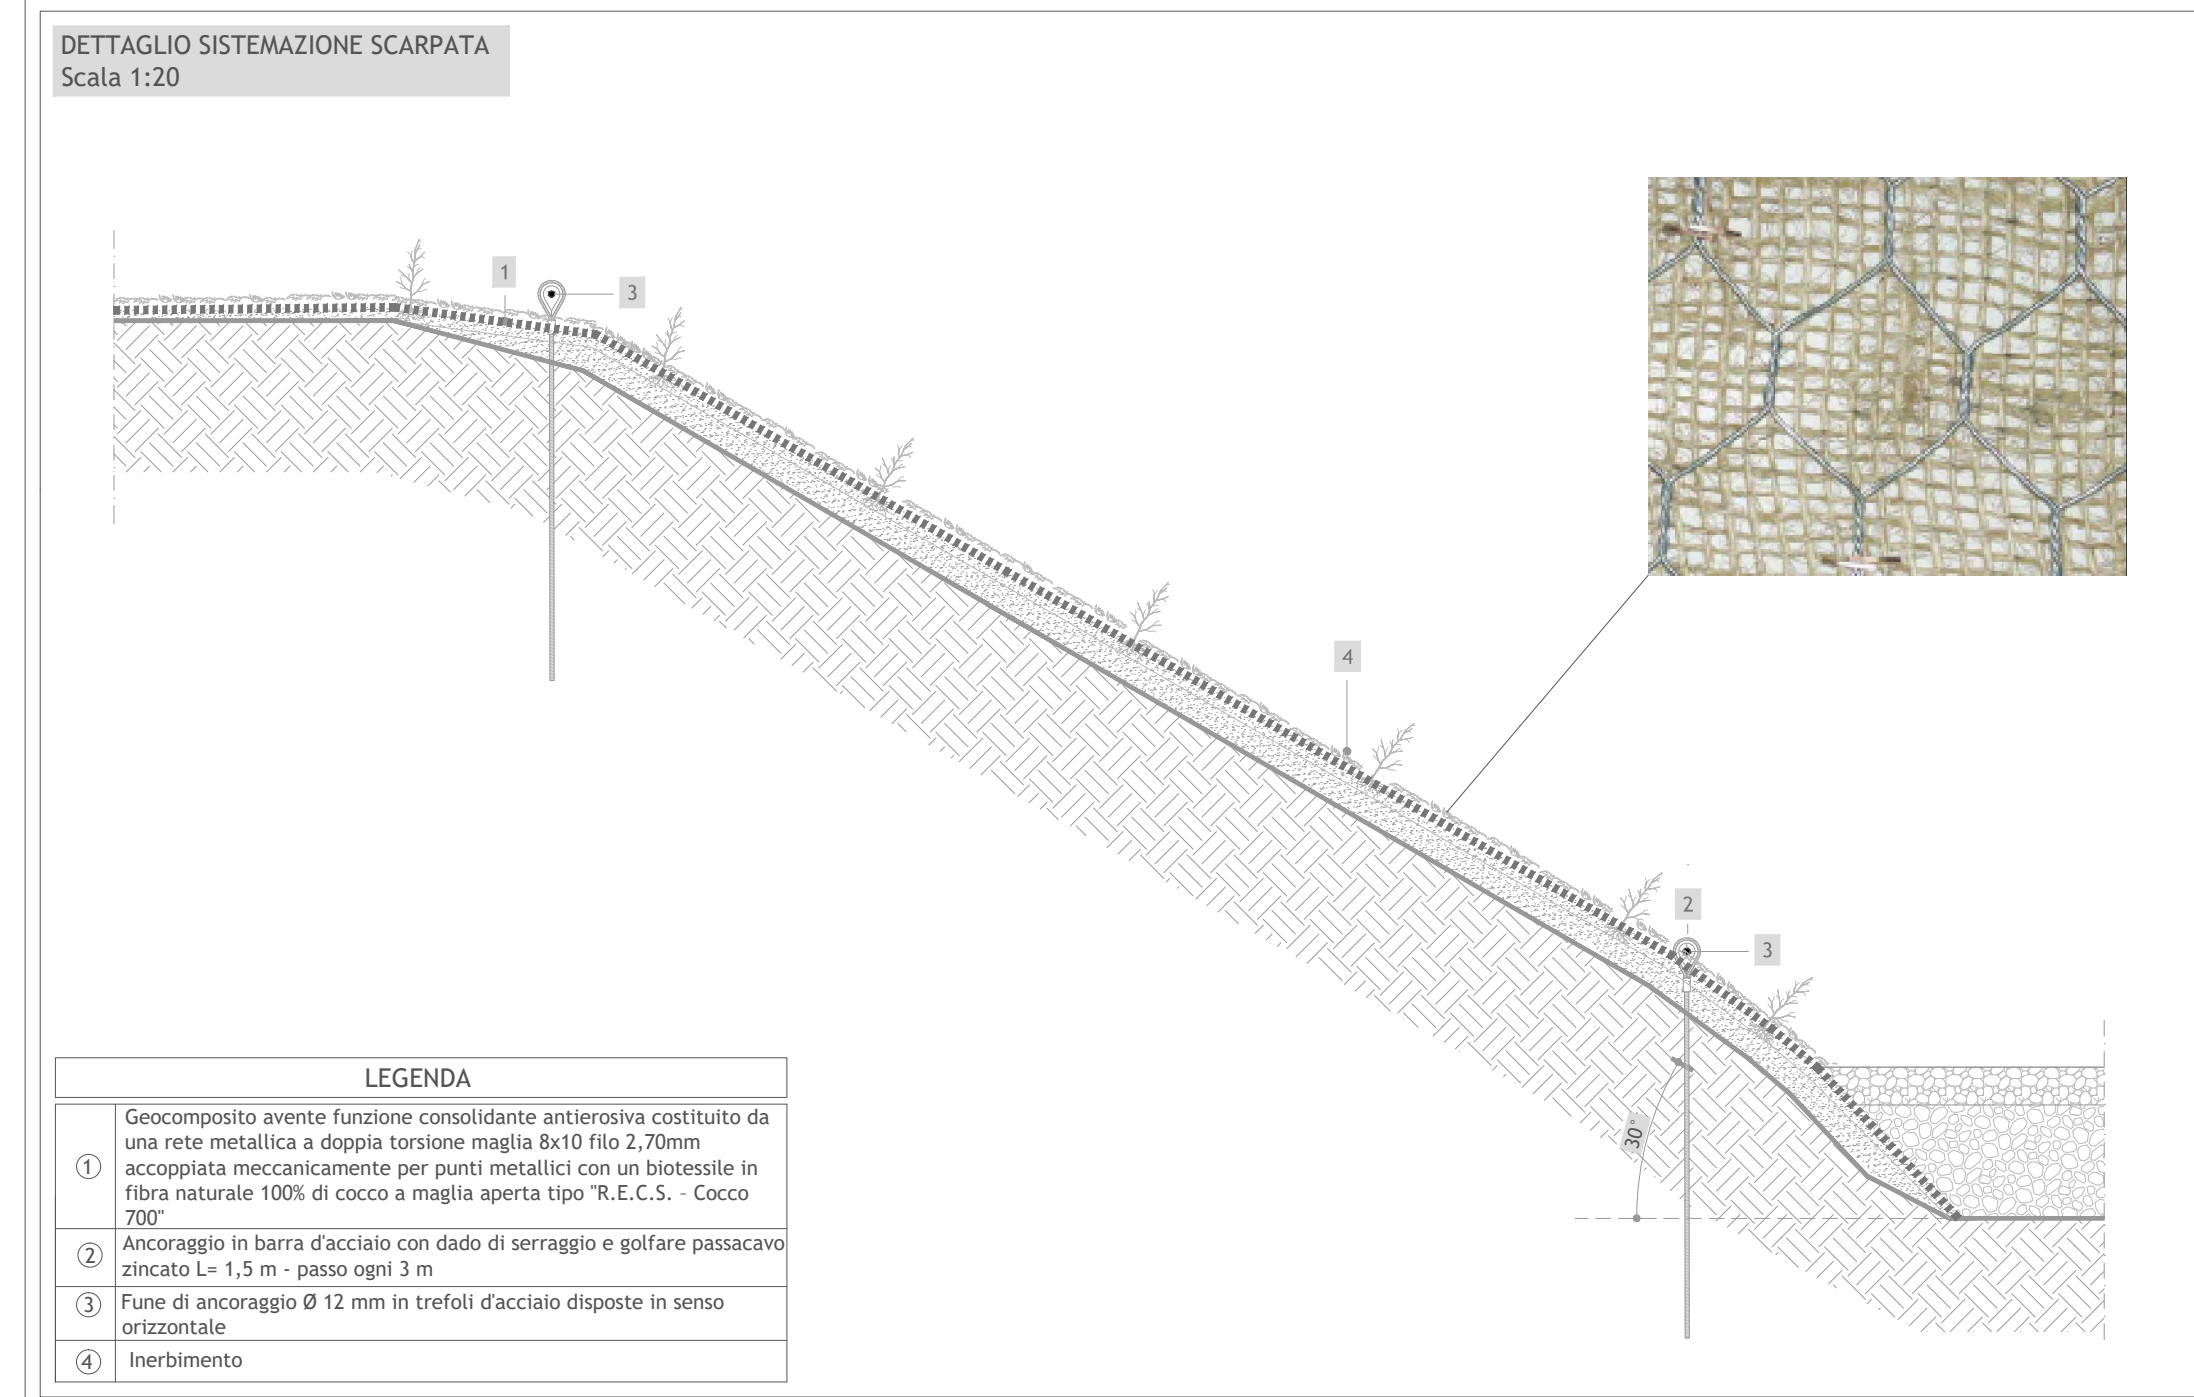 DETTAGLIO SISTEMAZIONE SCARPATA
Scala 1:20
1
3
4
2
3
30°
LEGENDA
1
Geocomposito avente funzione consolidante antierosiva costituito da
una rete metallica a doppia torsione maglia 8x10 filo 2,70mm
accoppiata meccanicamente per punti metallici con un biotessile in
fibra naturale 100% di cocco a maglia aperta tipo "R.E.C.S. – Cocco
700"
2
Ancoraggio in barra d'acciaio con dado di serraggio e golfare passacavo
zincato L= 1,5 m - passo ogni 3 m
3
Fune di ancoraggio Ø 12 mm in trefoli d'acciaio disposte in senso
orizzontale
4
Inerbimento